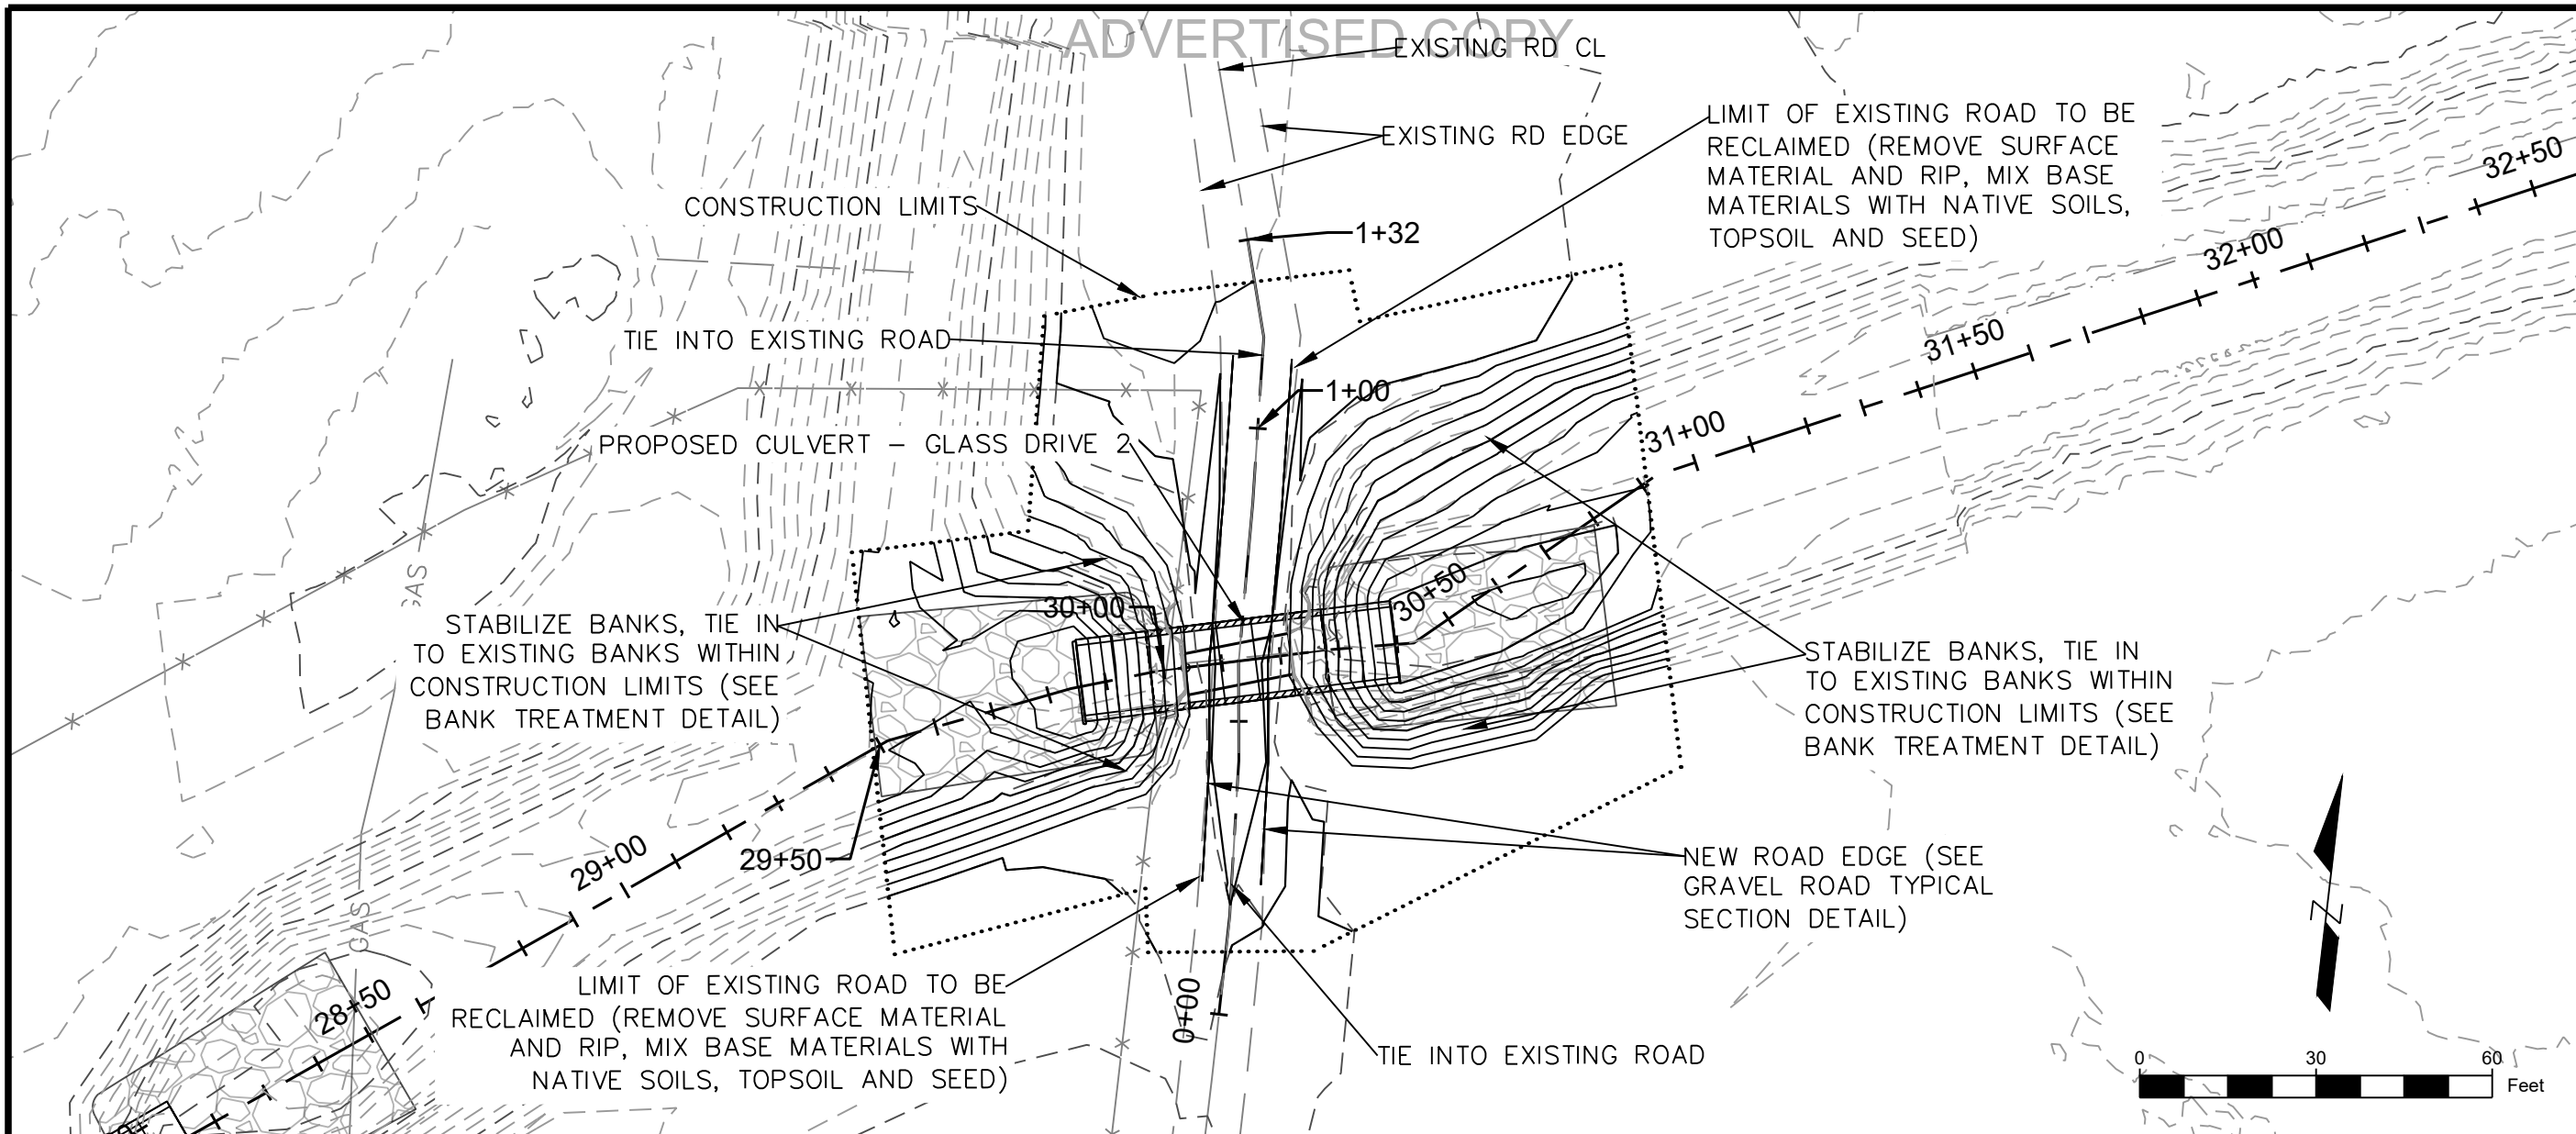 ADVERTISED COPY
EXISTING RD CL
EXISTING RD EDGE
LIMIT OF EXISTING ROAD TO BE
RECLAIMED (REMOVE SURFACE
MATERIAL AND RIP, MIX BASE
MATERIALS WITH NATIVE SOILS,
TOPSOIL AND SEED)
32+50
32+00
31+50
31+00
CONSTRUCTION LIMITS
1+32
TIE INTO EXISTING ROAD
1+00
PROPOSED CULVERT – GLASS DRIVE 2
GAS
30+00
30+50
STABILIZE BANKS, TIE IN
TO EXISTING BANKS WITHIN
CONSTRUCTION LIMITS (SEE
BANK TREATMENT DETAIL)
STABILIZE BANKS, TIE IN
TO EXISTING BANKS WITHIN
CONSTRUCTION LIMITS (SEE
BANK TREATMENT DETAIL)
29+50
29+00
NEW ROAD EDGE (SEE
GRAVEL ROAD TYPICAL
SECTION DETAIL)
GAS
28+50
LIMIT OF EXISTING ROAD TO BE
RECLAIMED (REMOVE SURFACE MATERIAL
AND RIP, MIX BASE MATERIALS WITH
NATIVE SOILS, TOPSOIL AND SEED)
0+00
TIE INTO EXISTING ROAD
N
0 30 60
Feet